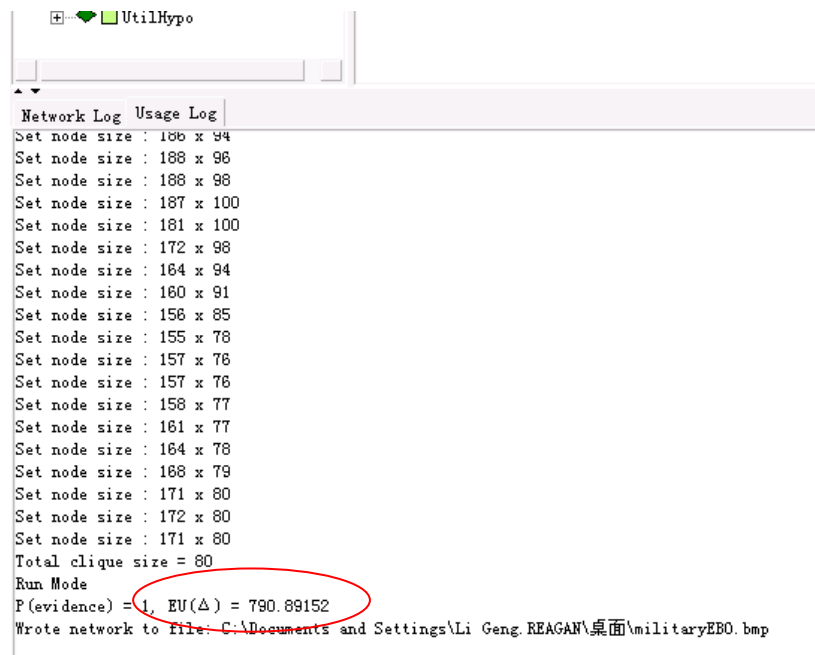 UtilHypo
Network Log Usage Log
Set node size : 186 x 94
Set node size : 188 x 96
Set node size : 188 x 98
Set node size : 187 x 100
Set node size : 181 x 100
Set node size : 172 x 98
Set node size : 164 x 94
Set node size : 160 x 91
Set node size : 156 x 85
Set node size : 155 x 78
Set node size : 157 x 76
Set node size : 157 x 76
Set node size : 158 x 77
Set node size : 161 x 77
Set node size : 164 x 78
Set node size : 168 x 79
Set node size : 171 x 80
Set node size : 172 x 80
Set node size : 171 x 80
Total clique size = 80
Run Mode
P(evidence) = 1, EU(Δ) = 790.89152
Wrote network to file: C:\Documents and Settings\Li Geng.REAGAN\桌面\militaryEBO.bmp